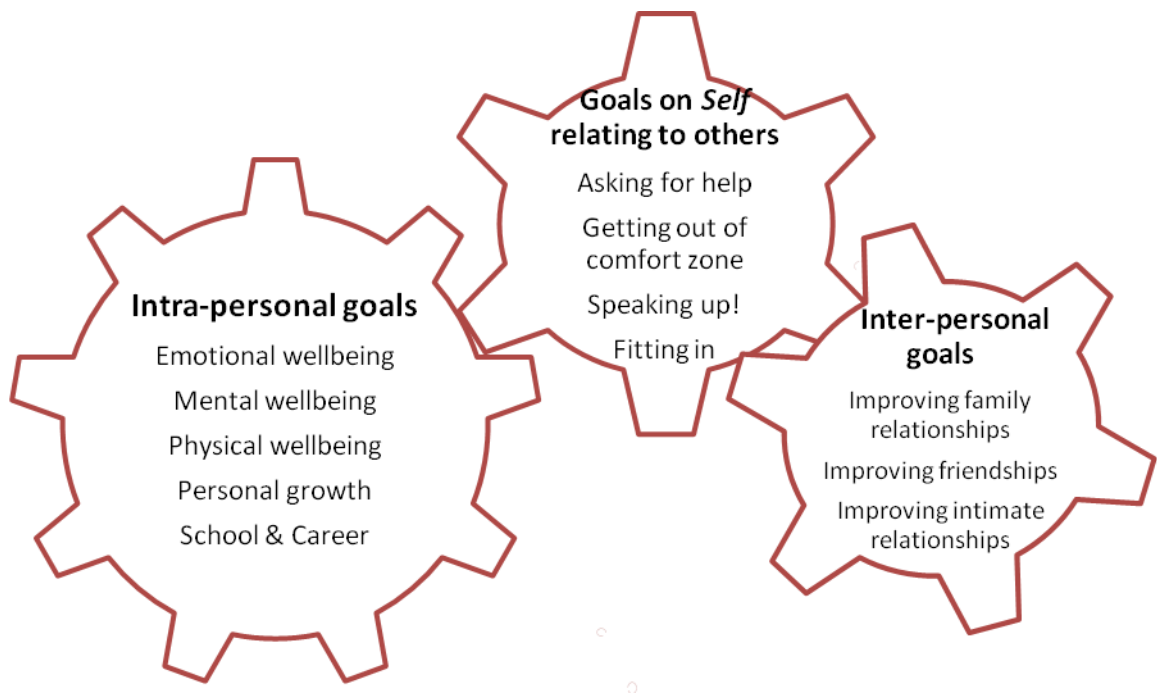 Intra-personal goals
Emotional wellbeing
Mental wellbeing
Physical wellbeing
Personal growth
School & Career
Goals on Self
relating to others
Asking for help
Getting out of
comfort zone
Speaking up!
Fitting in
Inter-personal
goals
Improving family
relationships
Improving friendships
Improving intimate
relationships